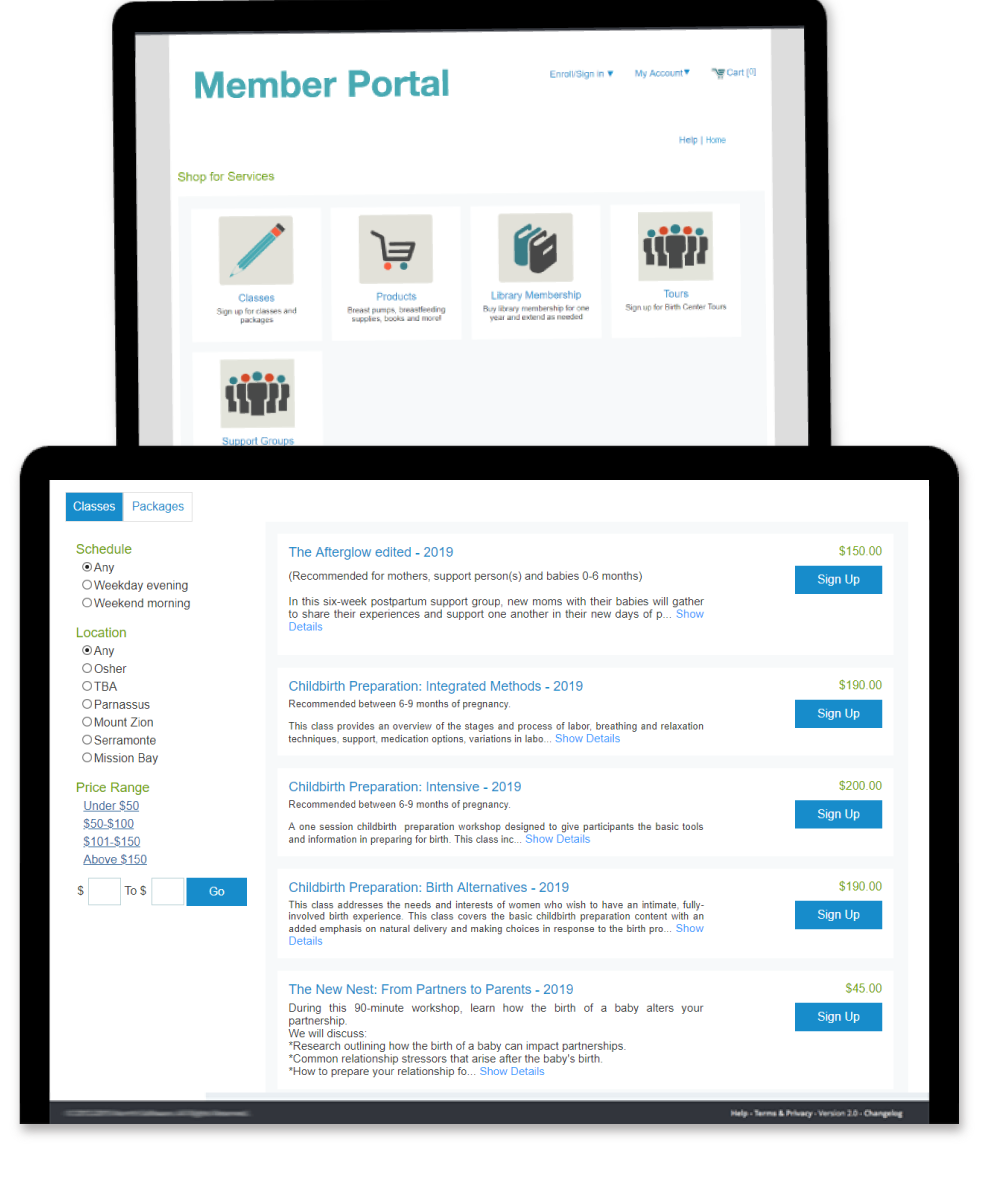 Member Portal
Enroll/Sign in ▼
My Account▼
Cart [0]
Help | Home
Shop for Services
Classes
Sign up for classes and
packages
Products
Breast pumps, breastfeeding
supplies, books and more!
Library Membership
Buy library membership for one
year and extend as needed
Tours
Sign up for Birth Center Tours
Support Groups
Classes
Packages
Schedule
Any
Weekday evening
Weekend morning
Location
Any
Osher
TBA
Parnassus
Mount Zion
Serramonte
Mission Bay
Price Range
Under $50
$50-$100
$101-$150
Above $150
$ To $ Go
The Afterglow edited - 2019
$150.00
(Recommended for mothers, support person(s) and babies 0-6 months)
Sign Up
In this six-week postpartum support group, new moms with their babies will gather
to share their experiences and support one another in their new days of p... Show
Details
Childbirth Preparation: Integrated Methods - 2019
$190.00
Recommended between 6-9 months of pregnancy.
Sign Up
This class provides an overview of the stages and process of labor, breathing and relaxation
techniques, support, medication options, variations in labo... Show Details
Childbirth Preparation: Intensive - 2019
$200.00
Recommended between 6-9 months of pregnancy.
Sign Up
A one session childbirth preparation workshop designed to give participants the basic tools
and information in preparing for birth. This class inc... Show Details
Childbirth Preparation: Birth Alternatives - 2019
$190.00
This class addresses the needs and interests of women who wish to have an intimate, fully-
involved birth experience. This class covers the basic childbirth preparation content with an
added emphasis on natural delivery and making choices in response to the birth pro... Show
Details
Sign Up
The New Nest: From Partners to Parents - 2019
$45.00
During this 90-minute workshop, learn how the birth of a baby alters your
partnership.
Sign Up
We will discuss:
*Research outlining how the birth of a baby can impact partnerships.
*Common relationship stressors that arise after the baby's birth.
*How to prepare your relationship fo... Show Details
Help - Terms & Privacy - Version 2.0 - Changelog